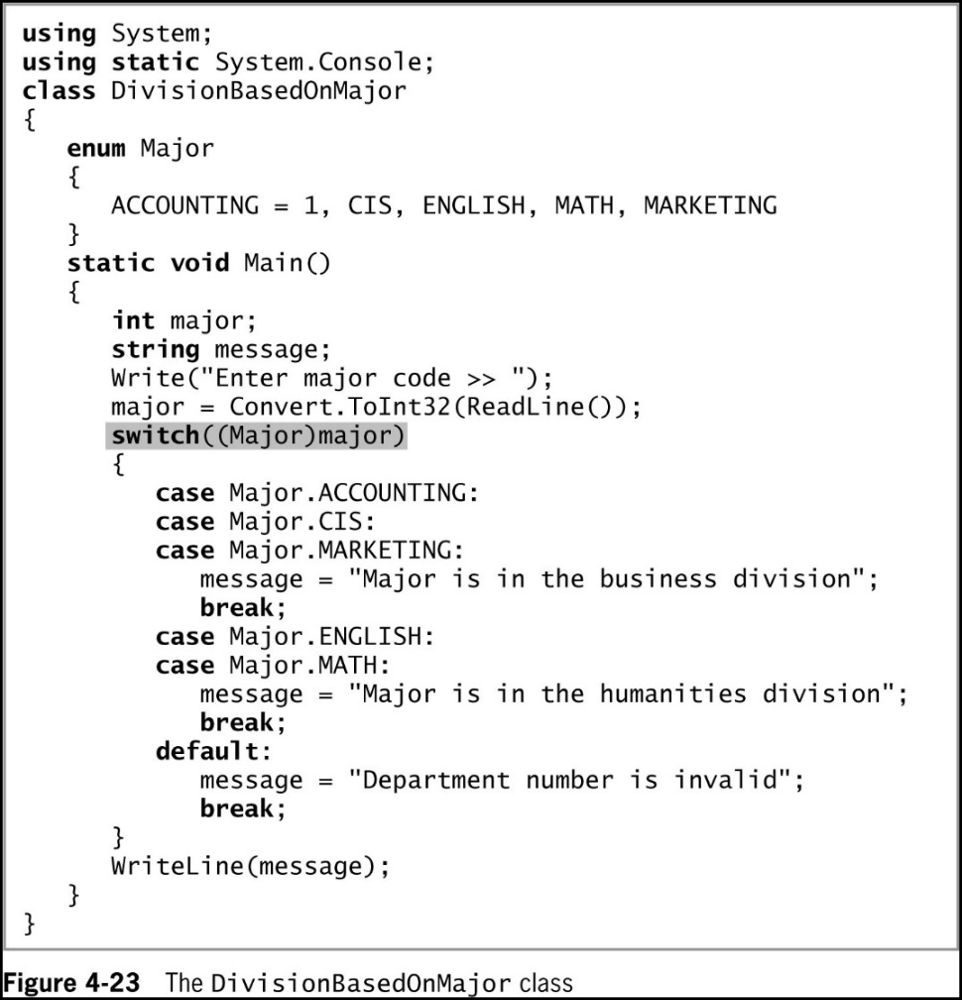 using System;
using static System.Console;
class DivisionBasedOnMajor
{
   enum Major
   {
      ACCOUNTING = 1, CIS, ENGLISH, MATH, MARKETING
   }
   static void Main()
   {
      int major;
      string message;
      Write("Enter major code >> ");
      major = Convert.ToInt32(ReadLine());
      switch((Major)major)
      {
         case Major.ACCOUNTING:
         case Major.CIS:
         case Major.MARKETING:
            message = "Major is in the business division";
            break;
         case Major.ENGLISH:
         case Major.MATH:
            message = "Major is in the humanities division";
            break;
         default:
            message = "Department number is invalid";
            break;
      }
      WriteLine(message);
   }
}
Figure 4-23 The DivisionBasedOnMajor class